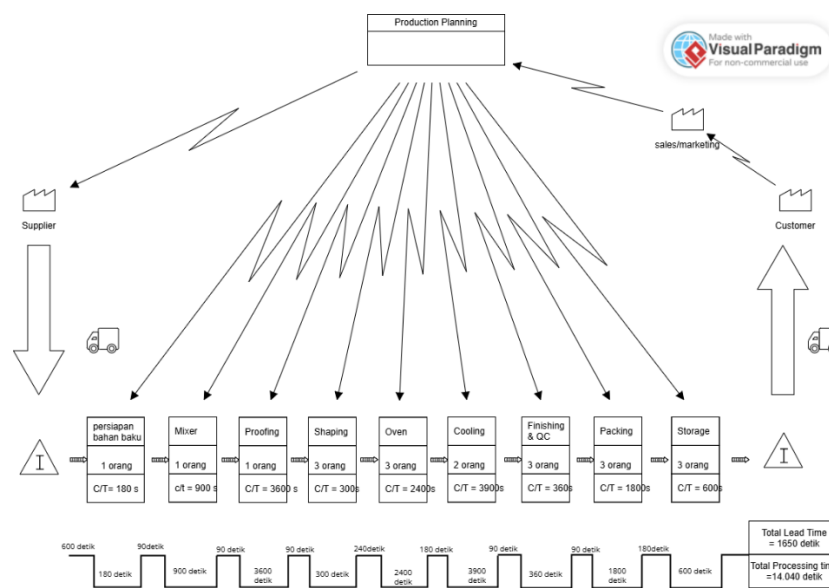 Production Planning
Made with
VisualParadigm
For non-commercial use
sales/marketing
Supplier
Customer
persiapan
bahan baku
1 orang
C/T= 180 s
Mixer
1 orang
c/t = 900 s
Proofing
1 orang
C/T= 3600 s
Shaping
3 orang
C/T= 300s
Oven
3 orang
C/T= 2400s
Cooling
2 orang
C/T= 3900s
Finishing
& QC
3 orang
C/T= 360s
Packing
3 orang
C/T= 1800s
Storage
3 orang
C/T= 600s
I
I
600 detik
90detik
90 detik
90 detik
240detik
180 detik
90 detik
90 detik
180detik
180 detik
900 detik
3600
detik
300 detik
2400
detik
3900
detik
360 detik
1800
detik
600 detik
Total Lead Time
= 1650 detik
Total Processing tim
=14.040 detik